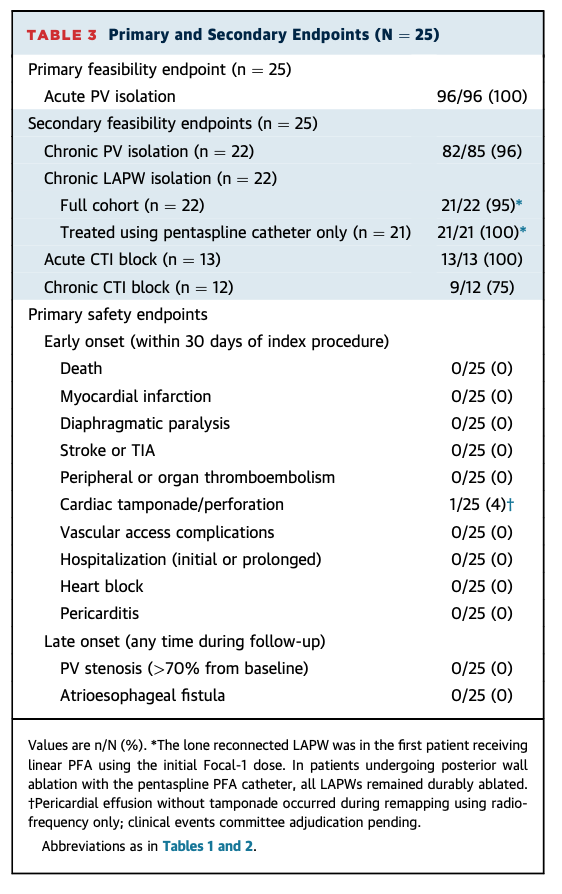 TABLE 3 Primary and Secondary Endpoints (N = 25)
Primary feasibility endpoint (n = 25)
Acute PV isolation 96/96 (100)
Secondary feasibility endpoints (n = 25)
Chronic PV isolation (n = 22) 82/85 (96)
Chronic LAPW isolation (n = 22)
Full cohort (n = 22) 21/22 (95)*
Treated using pentaspline catheter only (n = 21) 21/21 (100)*
Acute CTI block (n = 13) 13/13 (100)
Chronic CTI block (n = 12) 9/12 (75)
Primary safety endpoints
Early onset (within 30 days of index procedure)
Death 0/25 (0)
Myocardial infarction 0/25 (0)
Diaphragmatic paralysis 0/25 (0)
Stroke or TIA 0/25 (0)
Peripheral or organ thromboembolism 0/25 (0)
Cardiac tamponade/perforation 1/25 (4)†
Vascular access complications 0/25 (0)
Hospitalization (initial or prolonged) 0/25 (0)
Heart block 0/25 (0)
Pericarditis 0/25 (0)
Late onset (any time during follow-up)
PV stenosis (>70% from baseline) 0/25 (0)
Atrioesophageal fistula 0/25 (0)
Values are n/N (%). *The lone reconnected LAPW was in the first patient receiving
linear PFA using the initial Focal-1 dose. In patients undergoing posterior wall
ablation with the pentaspline PFA catheter, all LAPWs remained durably ablated.
†Pericardial effusion without tamponade occurred during remapping using radio-
frequency only; clinical events committee adjudication pending.
Abbreviations as in Tables 1 and 2.